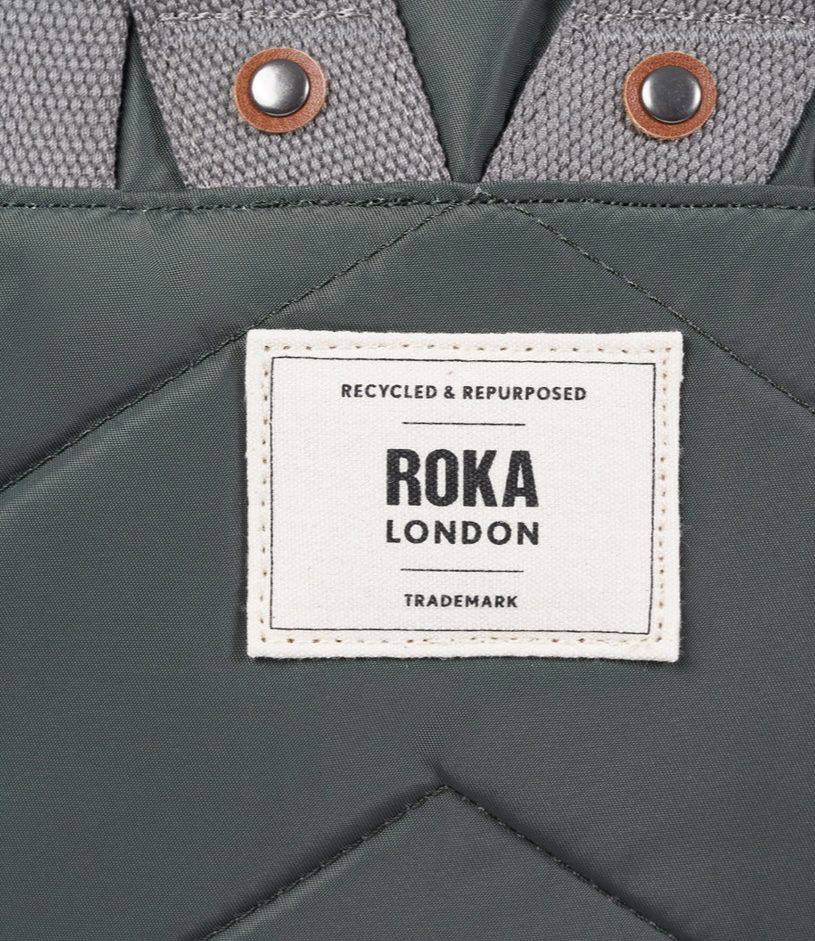 RECYCLED & REPURPOSED
ROKA
LONDON
TRADEMARK